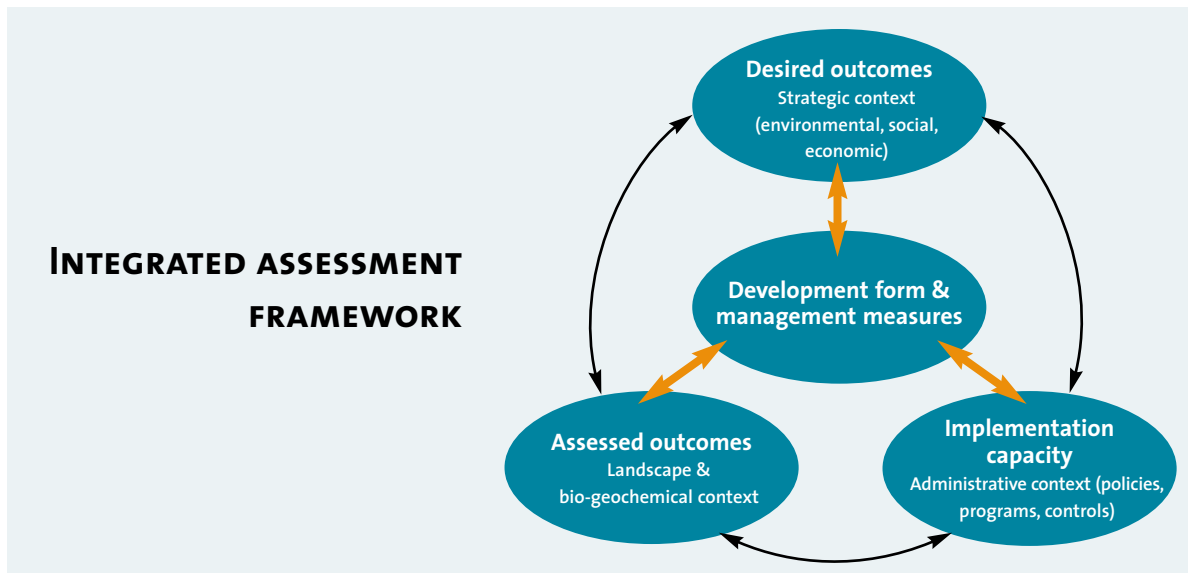 INTEGRATED ASSESSMENT
FRAMEWORK
Desired outcomes
Strategic context
(environmental, social,
economic)
Development form &
management measures
Assessed outcomes
Landscape &
bio-geochemical context
Implementation
capacity
Administrative context (policies,
programs, controls)